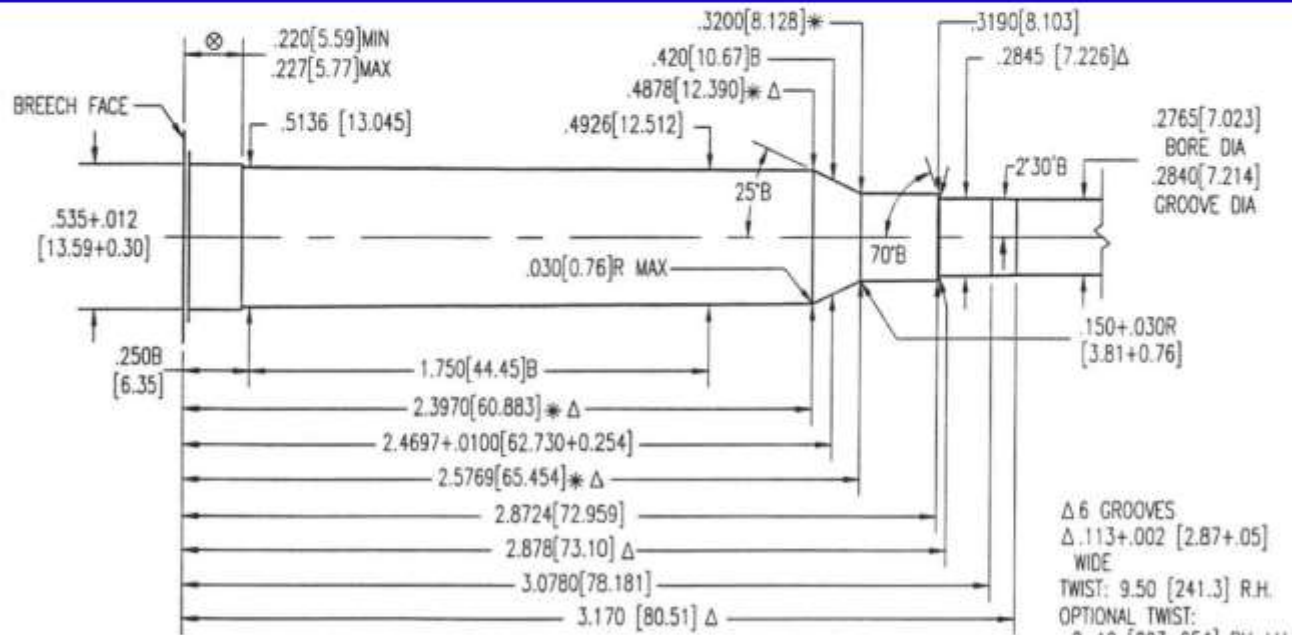 ⊗
.220[5.59]MIN
.227[5.77]MAX
.3200[8.128]*
.3190[8.103]
.420[10.67]B
.2845 [7.226]Δ
.4878[12.390]* Δ
BREECH FACE
.5136 [13.045]
.4926[12.512]
.2765[7.023]
BORE DIA
.2840[7.214]
GROOVE DIA
2°30'B
25°B
.535+.012
[13.59+0.30]
70°B
.030[0.76]R MAX
.150+.030R
[3.81+0.76]
.250B
[6.35]
1.750[44.45]B
2.3970[60.883]* Δ
2.4697+.0100[62.730+0.254]
2.5769[65.454]* Δ
2.8724[72.959]
2.878[73.10] Δ
3.0780[78.181]
3.170 [80.51] Δ
Δ 6 GROOVES
Δ .113+.002 [2.87+.05]
WIDE
TWIST: 9.50 [241.3] R.H.
OPTIONAL TWIST: